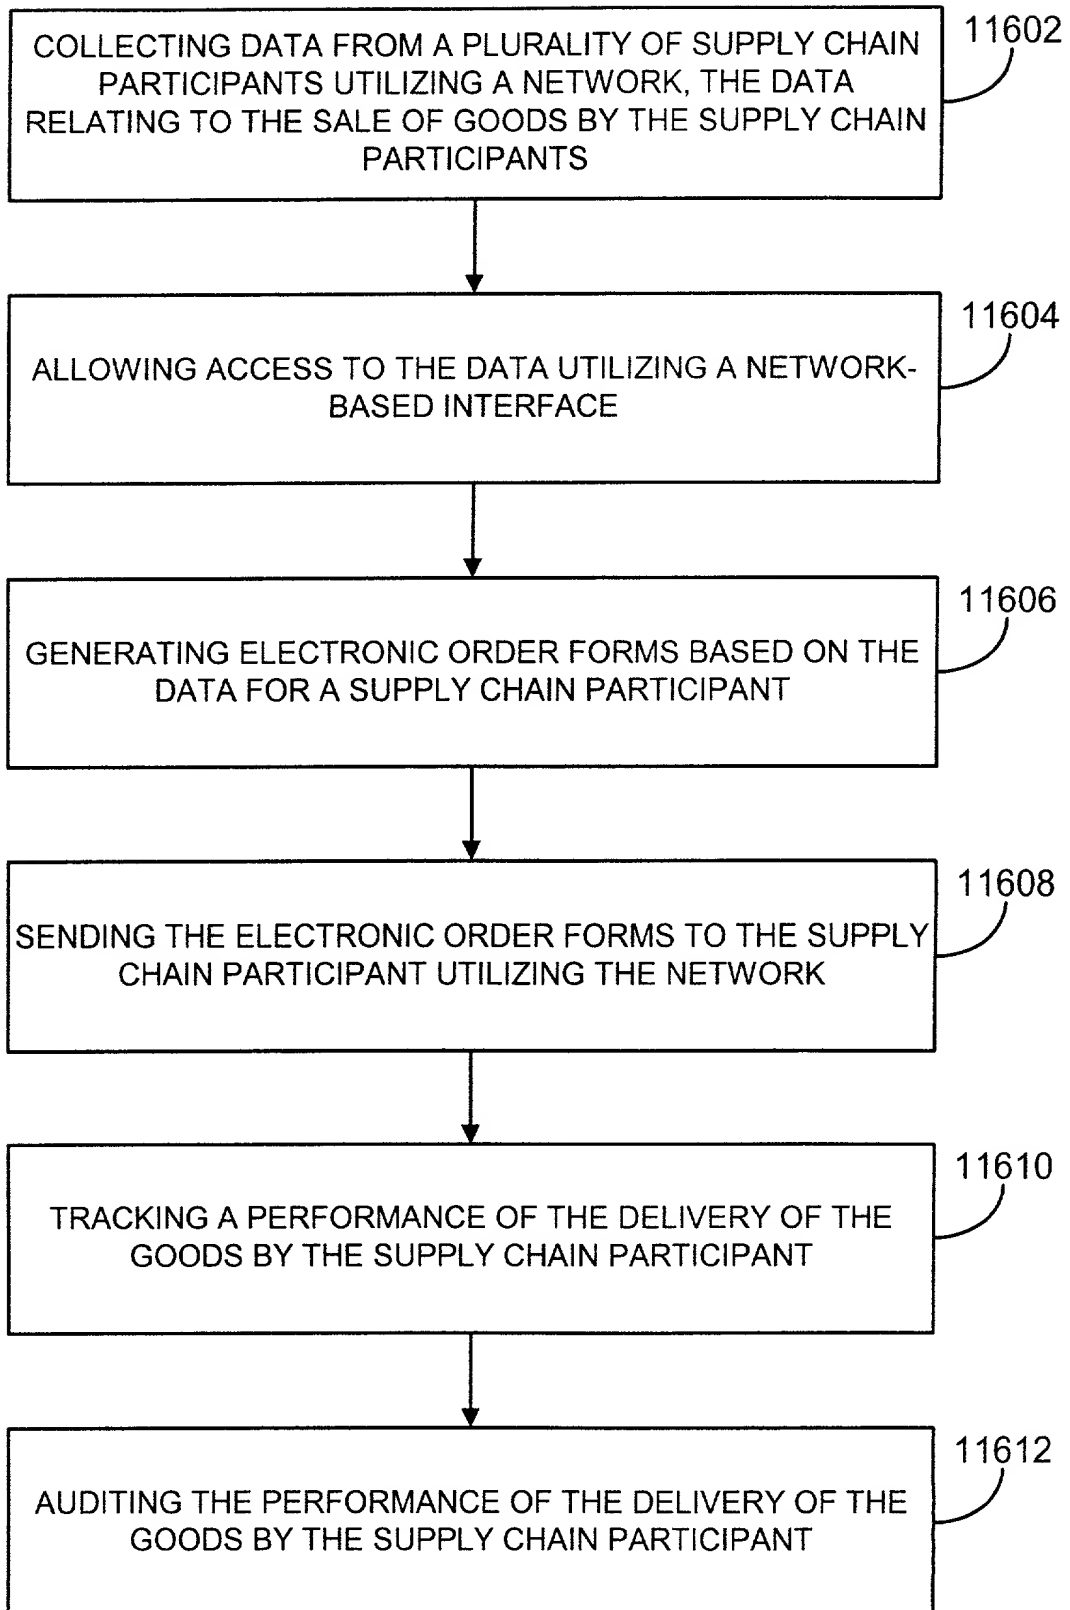 11602
COLLECTING DATA FROM A PLURALITY OF SUPPLY CHAIN
PARTICIPANTS UTILIZING A NETWORK, THE DATA
RELATING TO THE SALE OF GOODS BY THE SUPPLY CHAIN
PARTICIPANTS
11604
ALLOWING ACCESS TO THE DATA UTILIZING A NETWORK-
BASED INTERFACE
11606
GENERATING ELECTRONIC ORDER FORMS BASED ON THE
DATA FOR A SUPPLY CHAIN PARTICIPANT
11608
SENDING THE ELECTRONIC ORDER FORMS TO THE SUPPLY
CHAIN PARTICIPANT UTILIZING THE NETWORK
11610
TRACKING A PERFORMANCE OF THE DELIVERY OF THE
GOODS BY THE SUPPLY CHAIN PARTICIPANT
11612
AUDITING THE PERFORMANCE OF THE DELIVERY OF THE
GOODS BY THE SUPPLY CHAIN PARTICIPANT